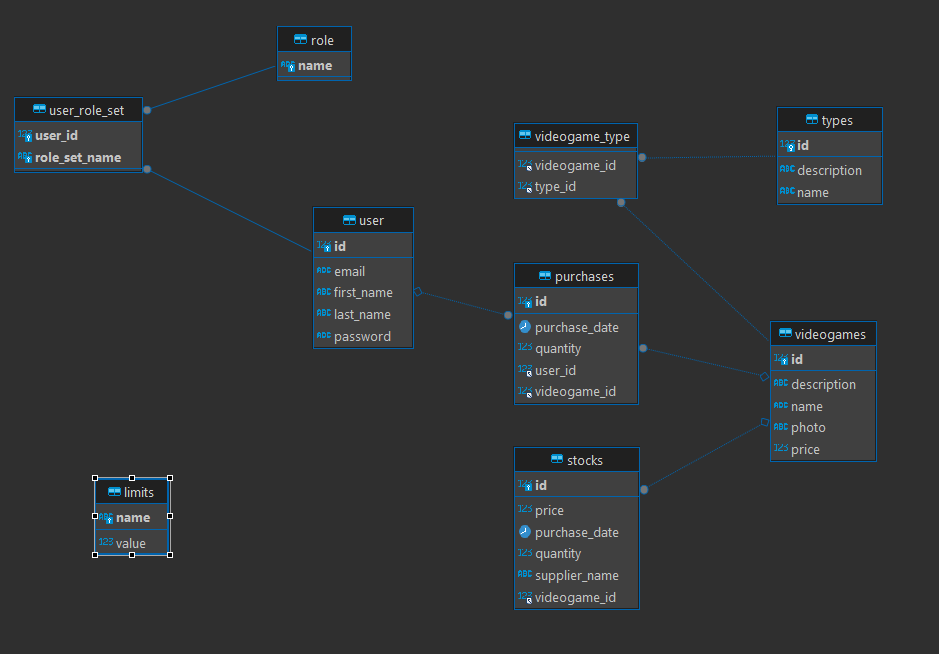 role
name
user_role_set
user_id
role_set_name
user
id
email
first_name
last_name
password
limits
name
value
videogame_type
videogame_id
type_id
purchases
id
purchase_date
quantity
user_id
videogame_id
stocks
id
price
purchase_date
quantity
supplier_name
videogame_id
types
id
description
name
videogames
id
description
name
photo
price